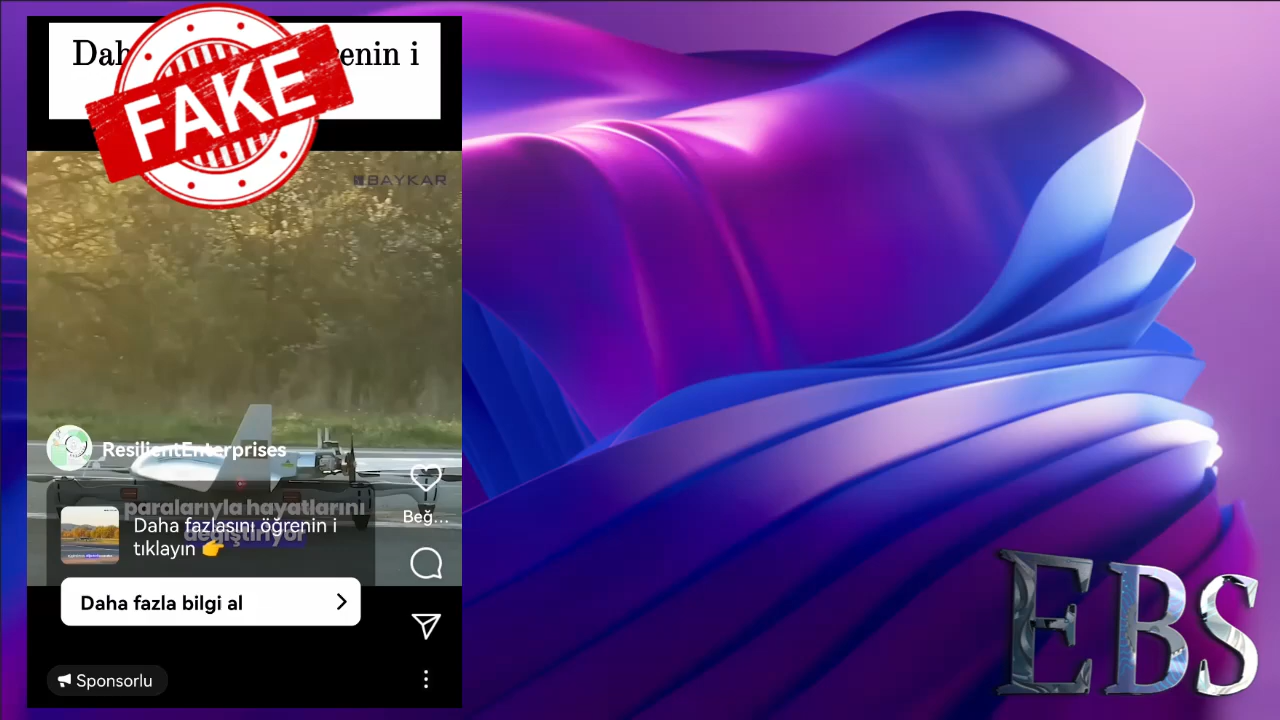 Dah
enin i
FAKE
BAYKAR
ResilientEnterprises
paralarıyla hayatlarını
değiştiriyor
Daha fazlasını öğrenin i
tıklayın 👉
Beğ...
Daha fazla bilgi al
Sponsorlu
EBS